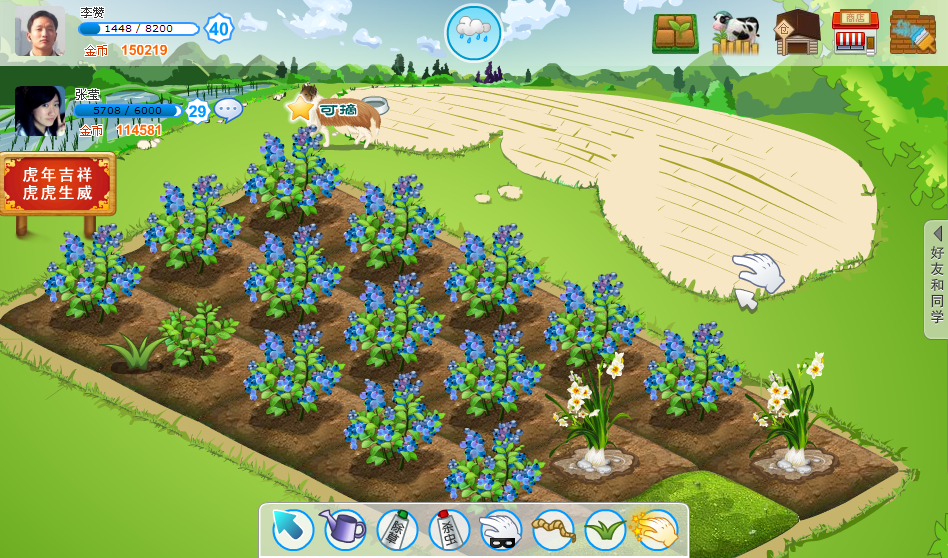 李赞
1448 / 8200
40
金币 150219
商店
仓
张莹
5708 / 6000
29
金币 114581
可摘
虎年吉祥
虎虎生威
好友和同学
除草
杀虫